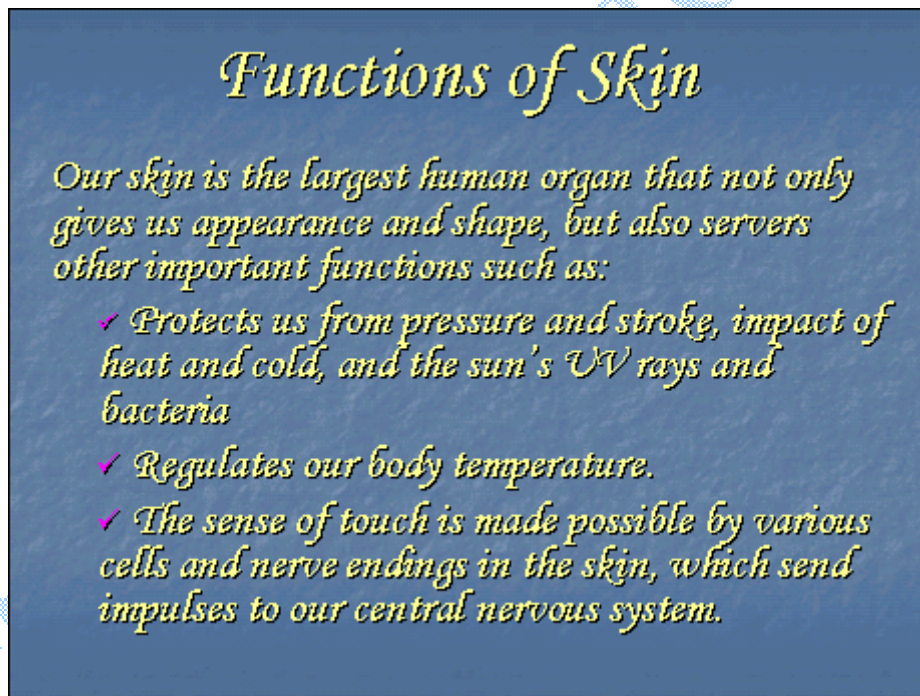 Functions of Skin
Our skin is the largest human organ that not only
gives us appearance and shape, but also servers
other important functions such as:
✓ Protects us from pressure and stroke, impact of
heat and cold, and the sun's UV rays and
bacteria
✓ Regulates our body temperature.
✓ The sense of touch is made possible by various
cells and nerve endings in the skin, which send
impulses to our central nervous system.